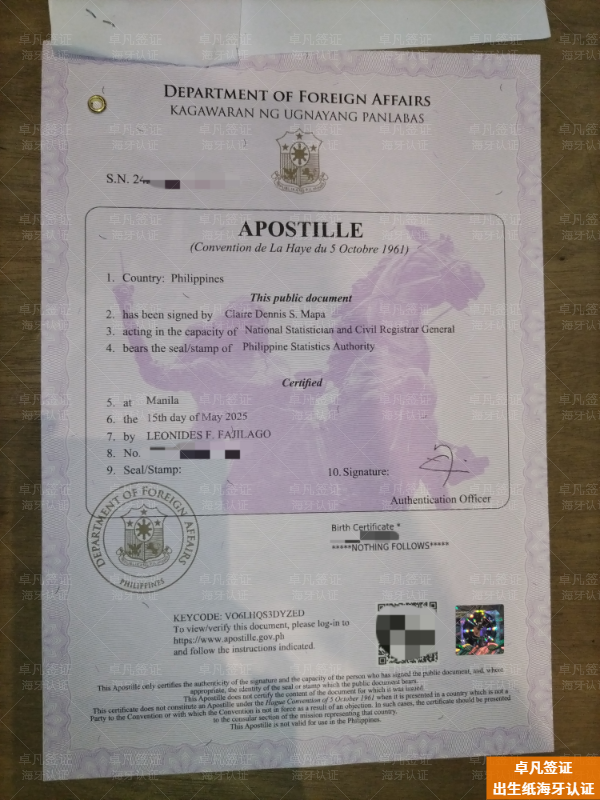 DEPARTMENT OF FOREIGN AFFAIRS
KAGAWARAN NG UGNAYANG PANLABAS
S.N. 24
APOSTILLE
(Convention de La Haye du 5 Octobre 1961)
1. Country: Philippines
This public document
2. has been signed by Claire Dennis S. Mapa
3. acting in the capacity of National Statistician and Civil Registrar General
4. bears the seal/stamp of Philippine Statistics Authority
Certified
5. at Manila
6. the 15th day of May 2025
7. by LEONIDES F. FAJILAGO
8. No.
9. Seal/Stamp:
10. Signature:
Authentication Officer
DEPARTMENT OF FOREIGN AFFAIRS
PHILIPPINES
Birth Certificate *
*****NOTHING FOLLOWS*****
KEYCODE: VO6LHQS3DYZED
To view/verify this document, please log-in to
https://www.apostille.gov.ph
and follow the instructions indicated.
This Apostille only certifies the authenticity of the signature and the capacity of the person who has signed the public document, and, where
appropriate, the identity of the seal or stamp which the public document bears.
This Apostille does not certify the content of the document for which it was issued.
This certificate does not constitute an Apostille under the Hague Convention of 5 October 1961 when it is presented in a country which is not a
Party to the Convention or with which the Convention is not in force as a result of an objection. In such cases, the certificate should be presented
to the consular section of the mission representing that country.
This Apostille is not valid for use in the Philippines.
卓凡签证
海牙认证
卓凡签证
出生纸海牙认证